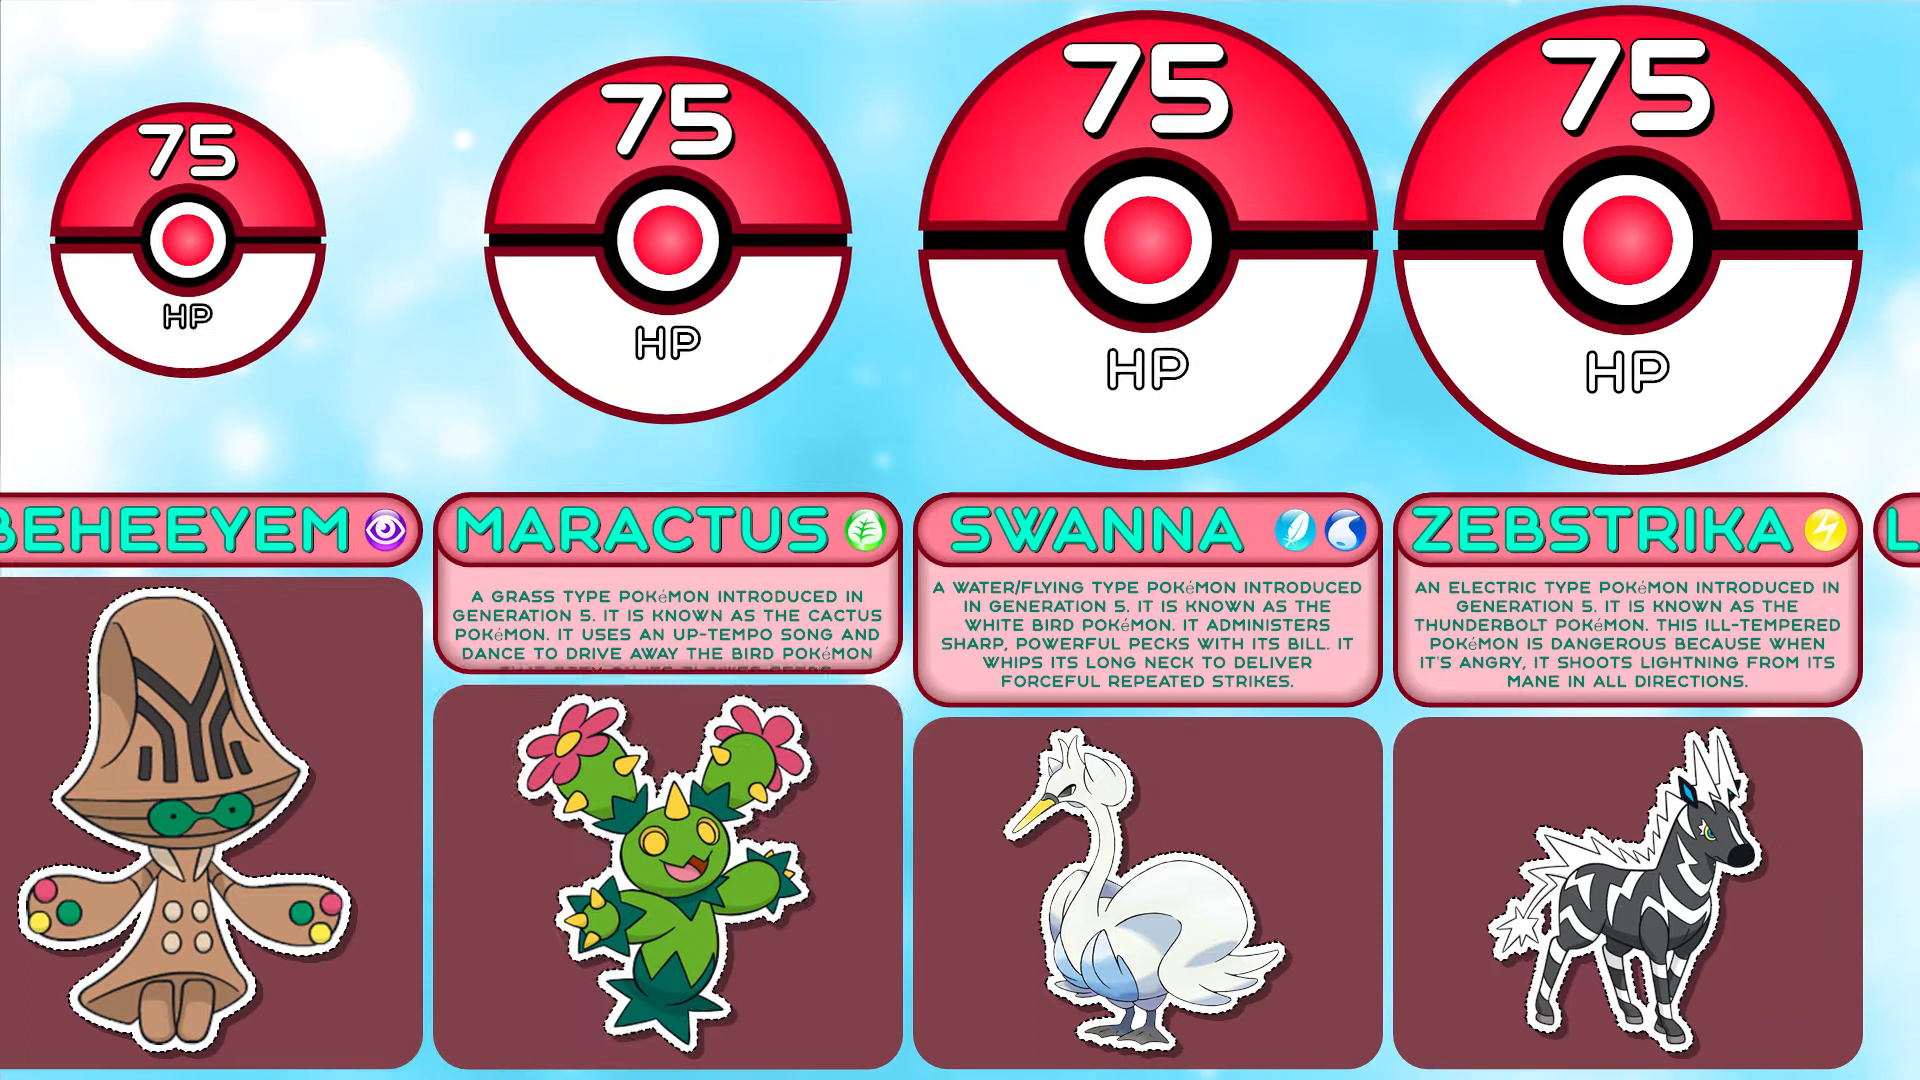 75
HP
75
HP
75
HP
75
HP
BEHEEYEM
MARACTUS
A GRASS TYPE POKéMON INTRODUCED IN
GENERATION 5. IT IS KNOWN AS THE CACTUS
POKéMON. IT USES AN UP-TEMPO SONG AND
DANCE TO DRIVE AWAY THE BIRD POKéMON
SWANNA
A WATER/FLYING TYPE POKéMON INTRODUCED
IN GENERATION 5. IT IS KNOWN AS THE
WHITE BIRD POKéMON. IT ADMINISTERS
SHARP, POWERFUL PECKS WITH ITS BILL. IT
WHIPS ITS LONG NECK TO DELIVER
FORCEFUL REPEATED STRIKES.
ZEBSTRIKA
AN ELECTRIC TYPE POKéMON INTRODUCED IN
GENERATION 5. IT IS KNOWN AS THE
THUNDERBOLT POKéMON. THIS ILL-TEMPERED
POKéMON IS DANGEROUS BECAUSE WHEN
IT'S ANGRY, IT SHOOTS LIGHTNING FROM ITS
MANE IN ALL DIRECTIONS.
L